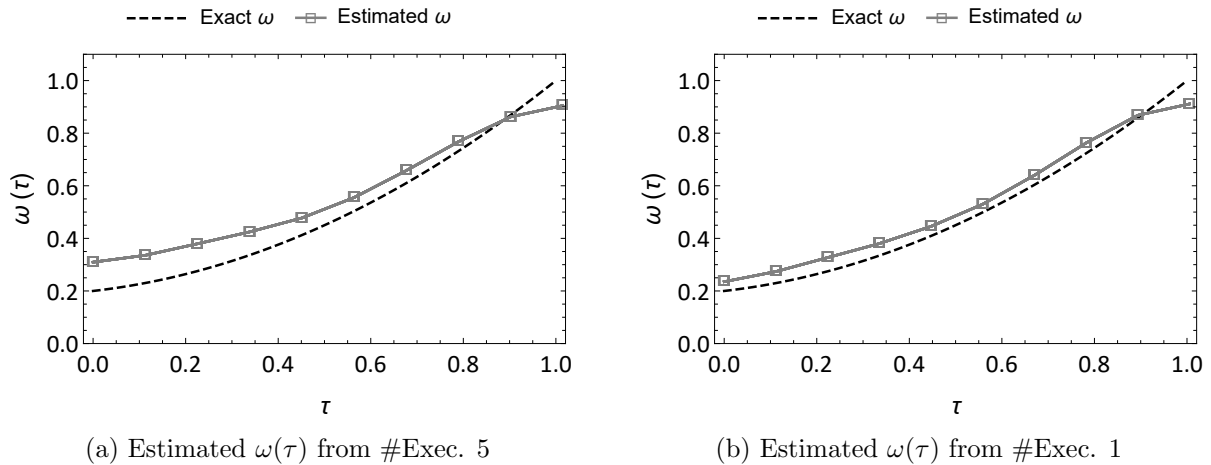 Exact ω Estimated ω
1.0
0.8
0.6
0.4
0.2
0.0
ω (τ)
0.0 0.2 0.4 0.6 0.8 1.0
τ
(a) Estimated ω(τ) from #Exec. 5
Exact ω Estimated ω
1.0
0.8
0.6
0.4
0.2
0.0
ω (τ)
0.0 0.2 0.4 0.6 0.8 1.0
τ
(b) Estimated ω(τ) from #Exec. 1